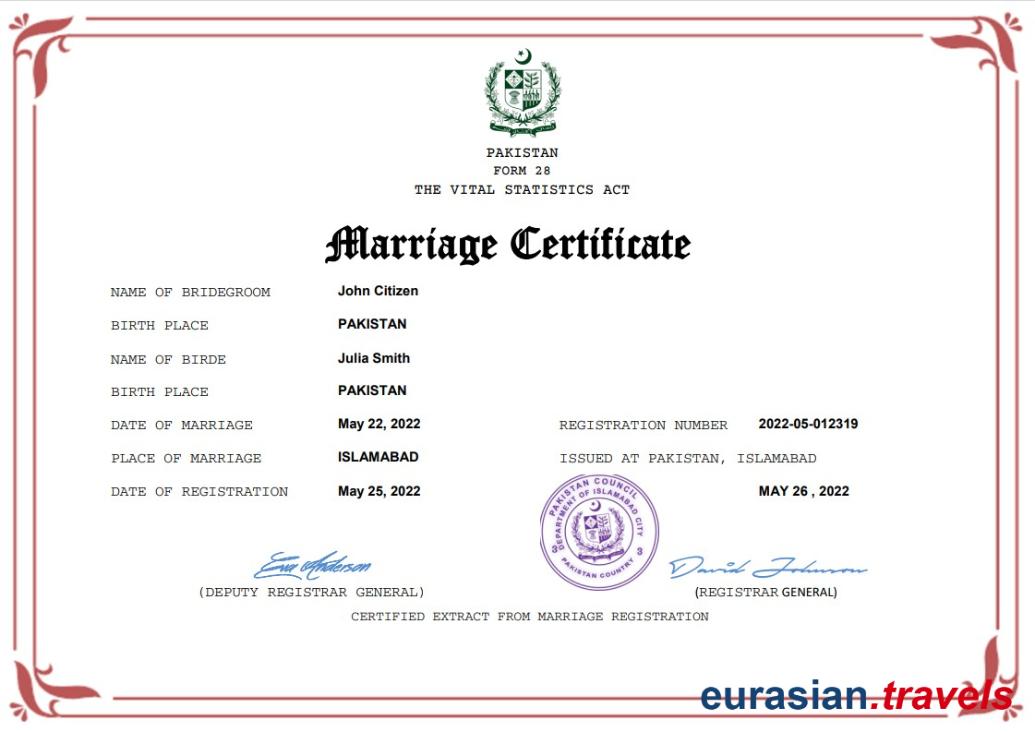 PAKISTAN
FORM 28
THE VITAL STATISTICS ACT
Marriage Certificate
NAME OF BRIDEGROOM John Citizen
BIRTH PLACE PAKISTAN
NAME OF BIRDE Julia Smith
BIRTH PLACE PAKISTAN
DATE OF MARRIAGE May 22, 2022 REGISTRATION NUMBER 2022-05-012319
PLACE OF MARRIAGE ISLAMABAD ISSUED AT PAKISTAN, ISLAMABAD
DATE OF REGISTRATION May 25, 2022 MAY 26 , 2022
PAKISTAN COUNCIL
DEPARTMENT OF ISLAMABAD CITY
3 3
PAKISTAN COUNTRY
Eva Anderson David Johnson
(DEPUTY REGISTRAR GENERAL) (REGISTRAR GENERAL)
CERTIFIED EXTRACT FROM MARRIAGE REGISTRATION
eurasian.travels